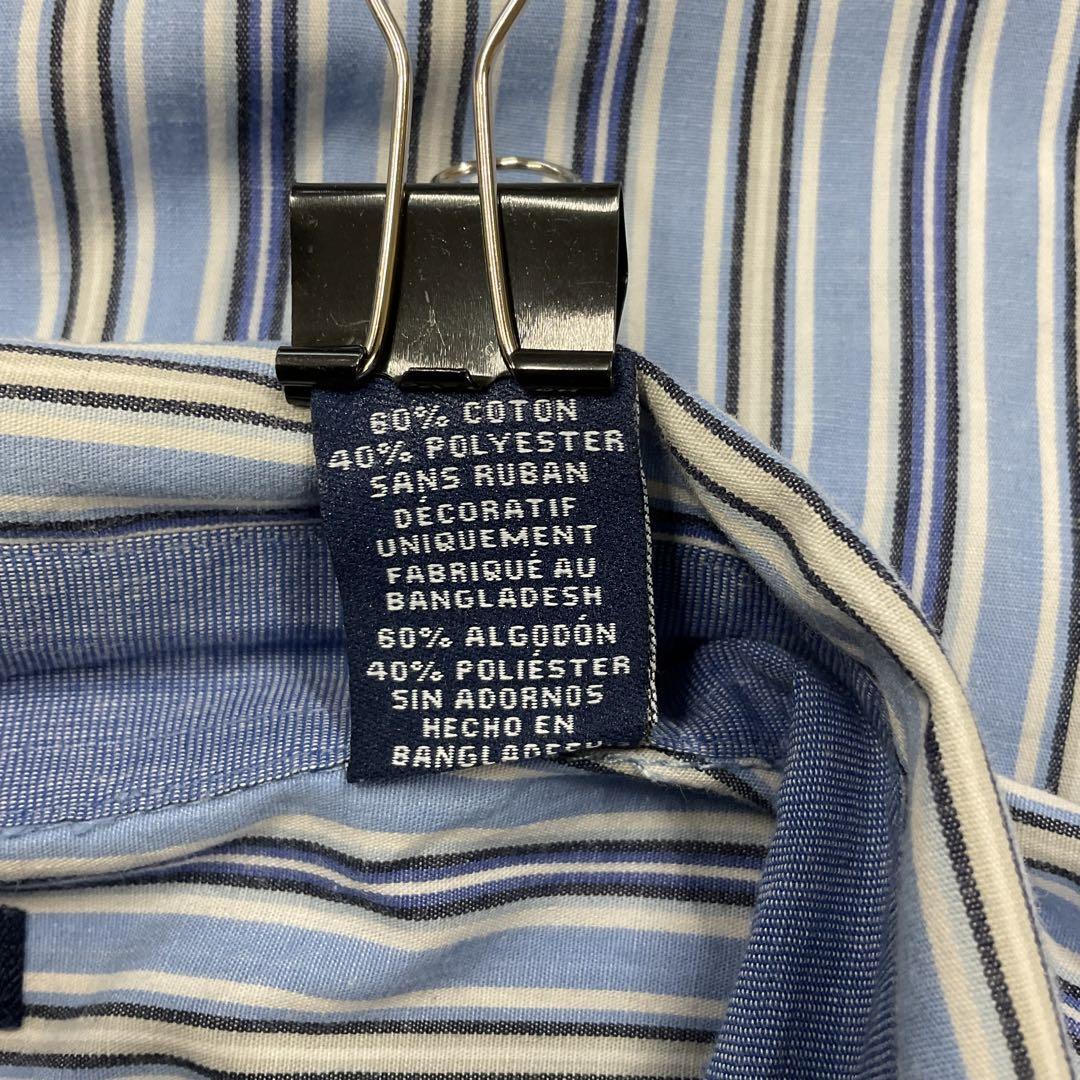 60% COTON
40% POLYESTER
SANS RUBAN
DÉCORATIF
UNIQUEMENT
FABRIQUÉ AU
BANGLADESH
60% ALGODÓN
40% POLIÉSTER
SIN ADORNOS
HECHO EN
BANGLADESH